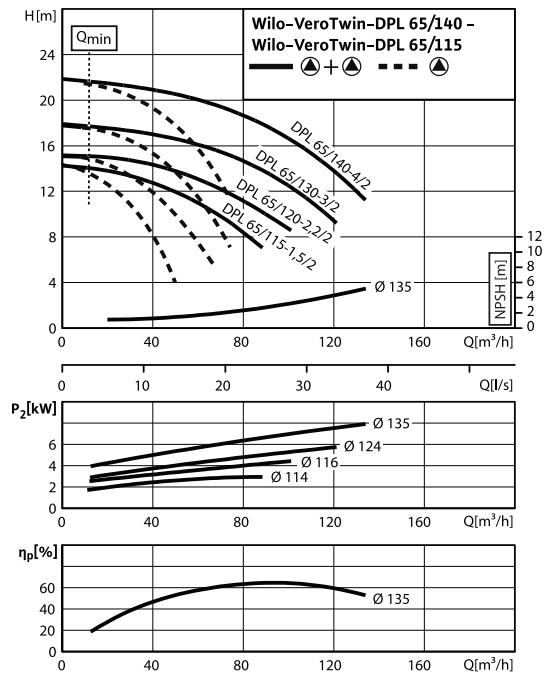 H [m]
Wilo-VeroTwin-DPL 65/140 –
Wilo-VeroTwin-DPL 65/115
+
Qmin
24
20
16
12
8
4
0
DPL 65/140-4/2
DPL 65/130-3/2
DPL 65/120-2,2/2
DPL 65/115-1,5/2
Ø 135
12
10
8
6
4
2
0
NPSH [m]
0 40 80 120 160 Q[m³/h]
0 10 20 30 40 Q[l/s]
P₂[kW]
6
4
2
0
Ø 135
Ø 124
Ø 116
Ø 114
0 40 80 120 160 Q[m³/h]
ηp[%]
60
40
20
0
Ø 135
0 40 80 120 160 Q[m³/h]